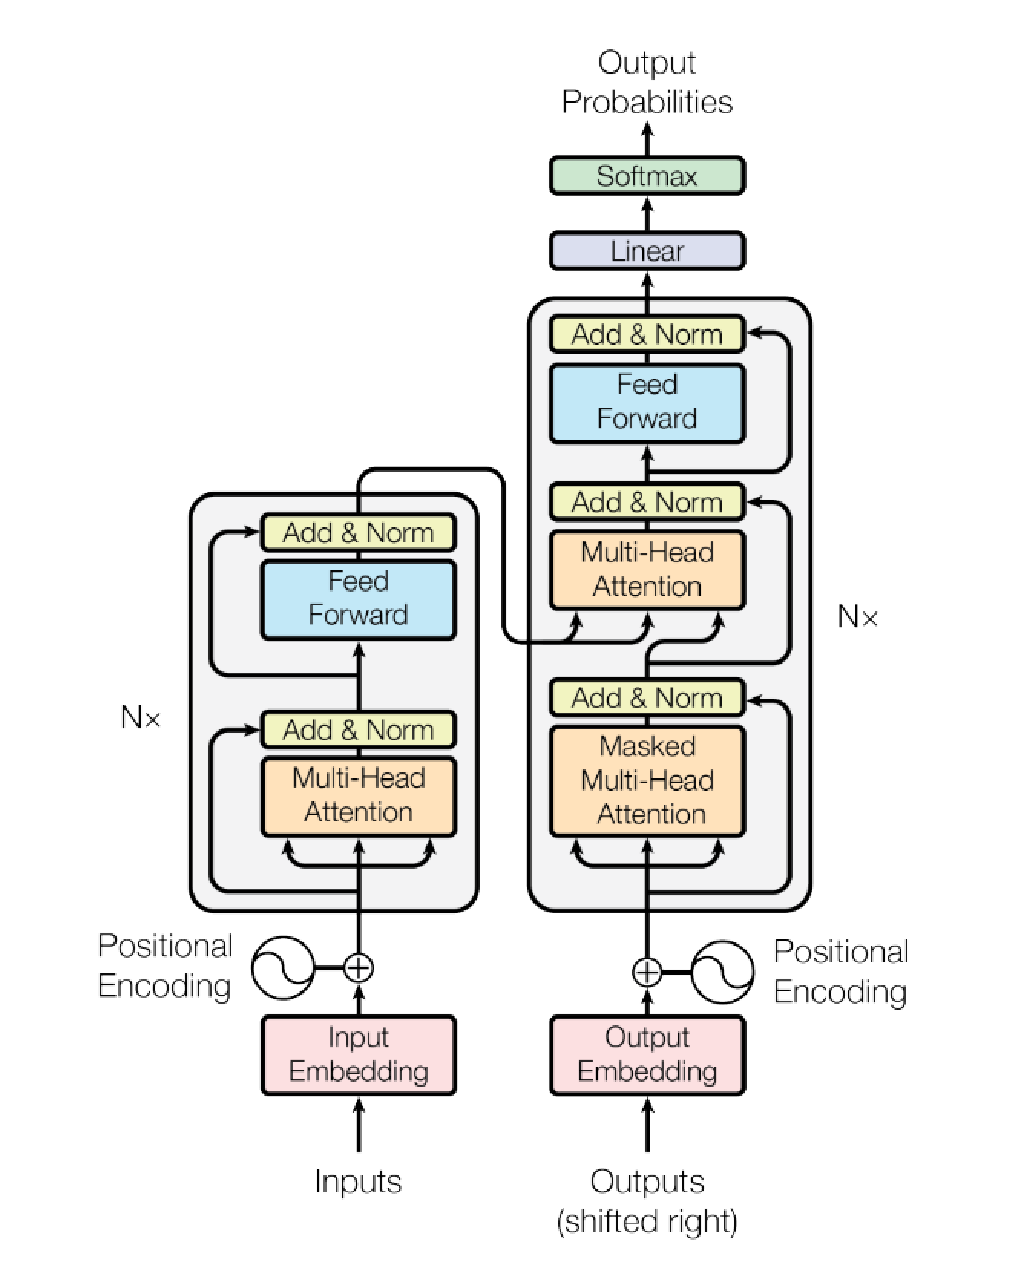 Output
Probabilities
Softmax
Linear
Add & Norm
Feed
Forward
Add & Norm
Multi-Head
Attention
Add & Norm
Masked
Multi-Head
Attention
N×
Add & Norm
Feed
Forward
Add & Norm
Multi-Head
Attention
N×
Positional
Encoding
Positional
Encoding
Input
Embedding
Output
Embedding
Inputs
Outputs
(shifted right)